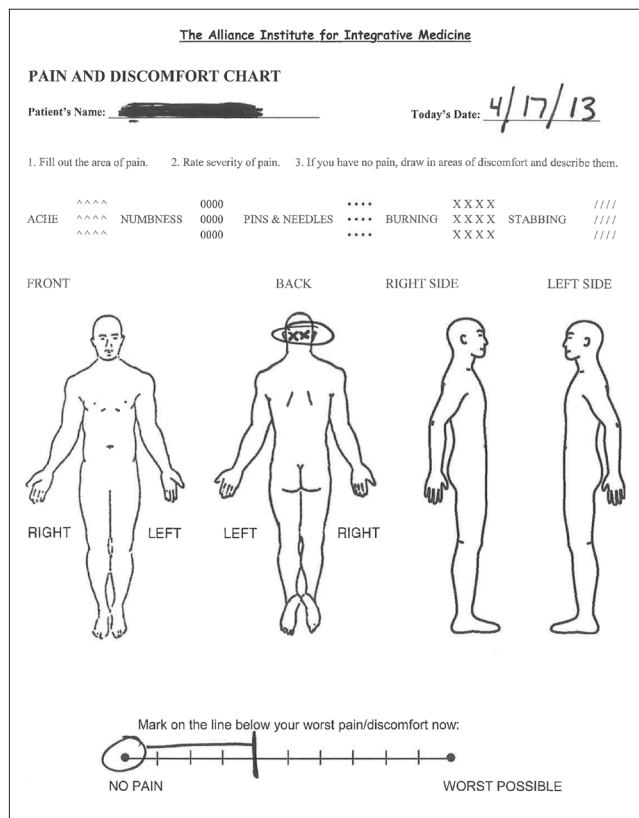 The Alliance Institute for Integrative Medicine
PAIN AND DISCOMFORT CHART
Patient's Name:
Today's Date: 4/17/13
1. Fill out the area of pain. 2. Rate severity of pain. 3. If you have no pain, draw in areas of discomfort and describe them.
^^^^ 0000 •••• XXXX ////
ACHE ^^^^ NUMBNESS 0000 PINS & NEEDLES •••• BURNING XXXX STABBING ////
^^^^ 0000 •••• XXXX ////
FRONT BACK RIGHT SIDE LEFT SIDE
XX
RIGHT LEFT LEFT RIGHT
Mark on the line below your worst pain/discomfort now:
NO PAIN WORST POSSIBLE